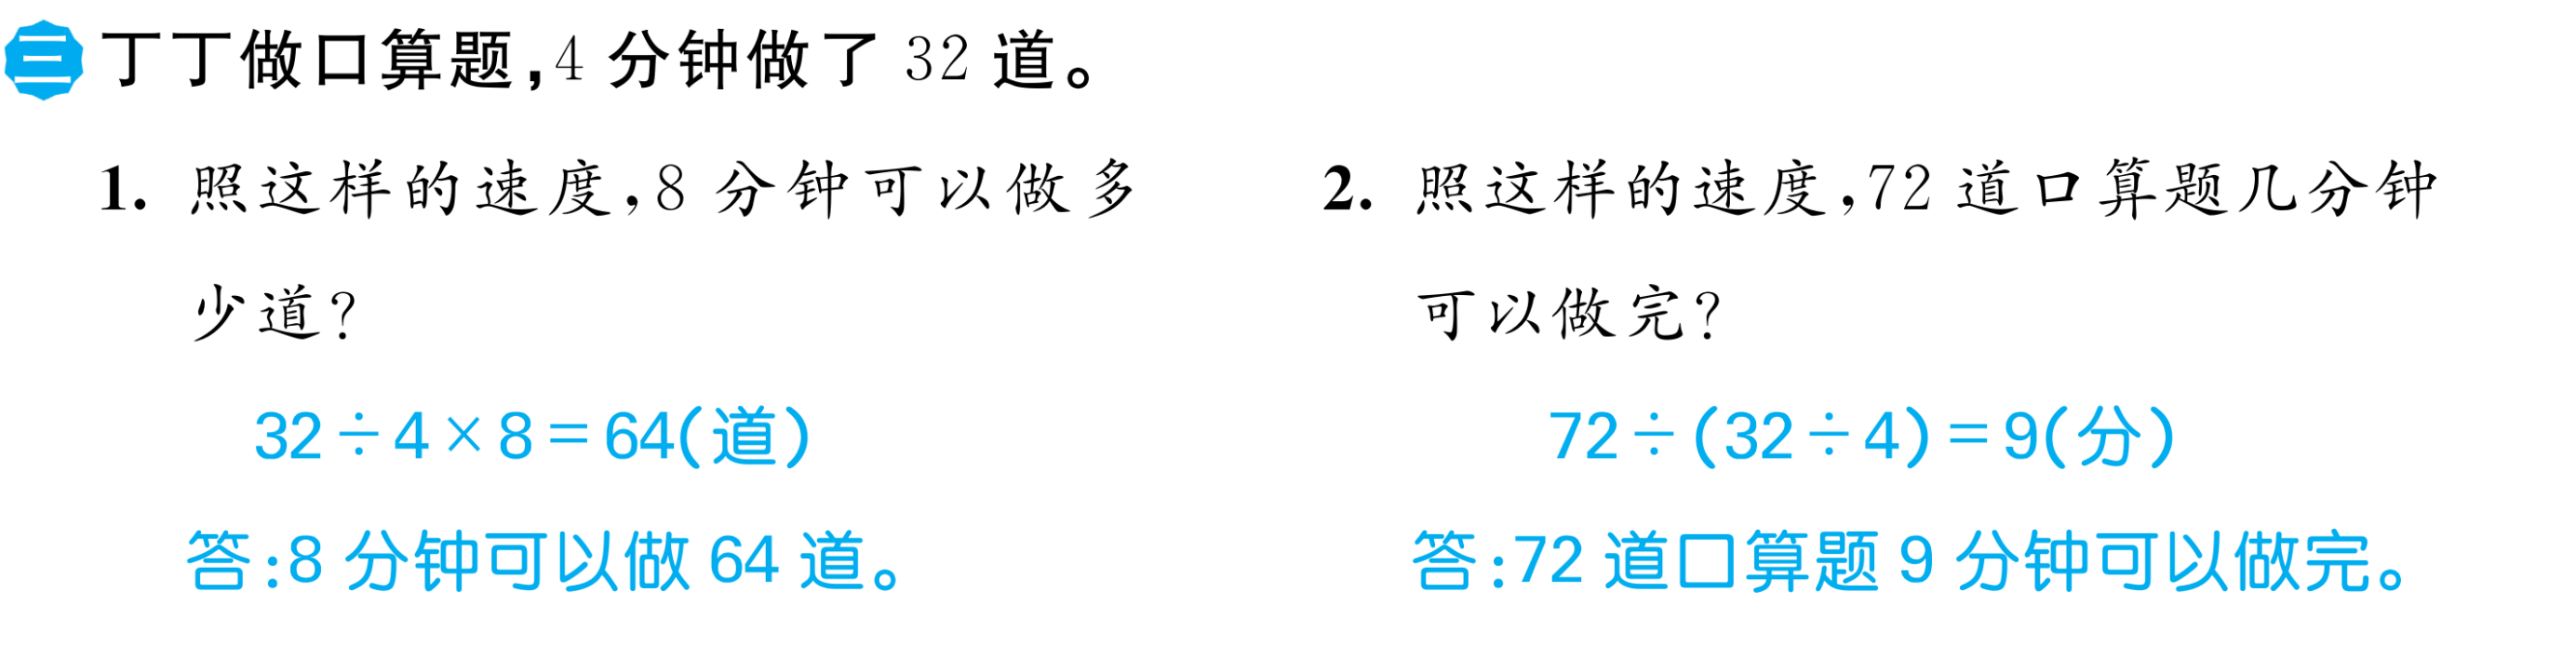 三 丁丁做口算题,4 分钟做了 32 道。
1. 照这样的速度,8 分钟可以做多
少道?
32÷4×8=64(道)
答:8 分钟可以做 64 道。
2. 照这样的速度,72 道口算题几分钟
可以做完?
72÷(32÷4)=9(分)
答:72 道口算题 9 分钟可以做完。